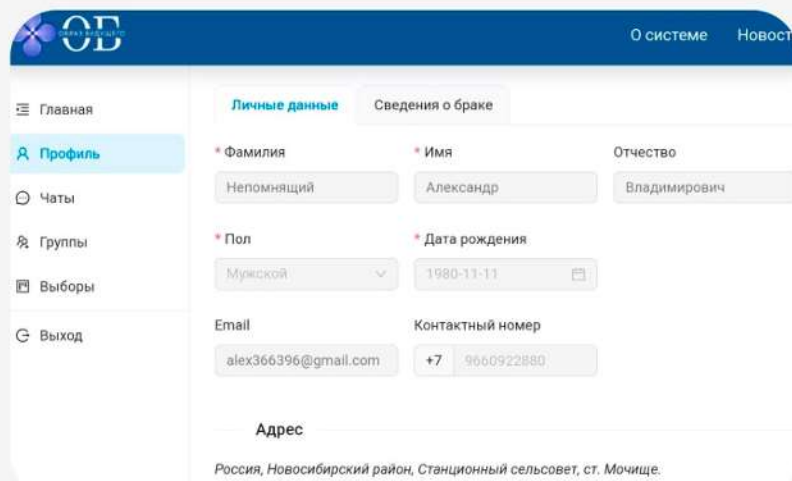 ОБ
ОБРАЗ БУДУЩЕГО
О системе Новост
Главная
Профиль
Чаты
Группы
Выборы
Выход
Личные данные Сведения о браке
* Фамилия * Имя Отчество
Непомнящий Александр Владимирович
* Пол * Дата рождения
Мужской 1980-11-11
Email Контактный номер
alex366396@gmail.com +7 9660922880
Адрес
Россия, Новосибирский район, Станционный сельсовет, ст. Мочище.